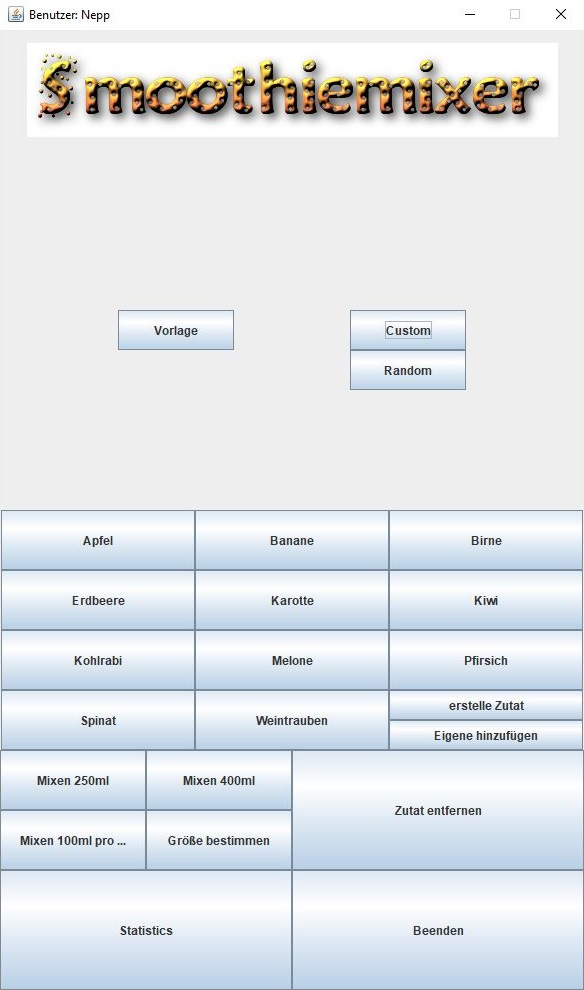 Benutzer: Nepp
Smoothiemixer
Vorlage
Custom
Random
Apfel
Banane
Birne
Erdbeere
Karotte
Kiwi
Kohlrabi
Melone
Pfirsich
Spinat
Weintrauben
erstelle Zutat
Eigene hinzufügen
Mixen 250ml
Mixen 400ml
Zutat entfernen
Mixen 100ml pro ...
Größe bestimmen
Statistics
Beenden